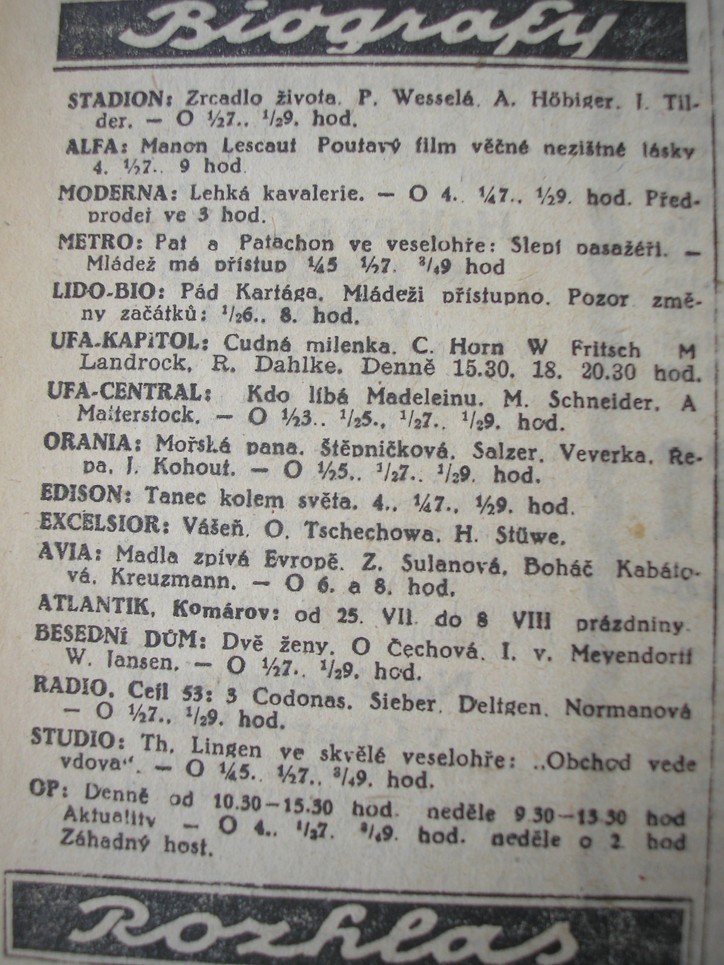 Biografy
STADION: Zrcadlo života. P. Wesselá. A. Höbiger. I. Til-
der. — O ½7.. ½9. hod.
ALFA: Manon Lescaut Poutavý film věčné nezištné lásky
4. ½7.. 9 hod.
MODERNA: Lehká kavalerie. — O 4.. ¼7., ½9. hod. Před-
prodej ve 3 hod.
METRO: Pat a Patachon ve veselohře: Slepí pasažéři. —
Mládež má přístup ¼5 ½7. ¾9 hod
LIDO-BIO: Pád Kartága. Mládeži přístupno. Pozor změ-
ny začátků: ½6.. 8. hod.
UFA-KAPITOL: Cudná milenka. C. Horn W Fritsch M
Landrock. R. Dahlke. Denně 15.30. 18. 20.30 hod.
UFA-CENTRAL: Kdo líbá Madeleinu. M. Schneider. A
Matterstock. — O ½3.. ½5., ½7.. ½9. hod.
ORANIA: Mořská pana. Štěpničková. Salzer. Veverka. Ře-
pa. J. Kohout. — O ½5.. ½7.. ½9. hod.
EDISON: Tanec kolem světa. 4., ¼7., ½9. hod.
EXCELSIOR: Vášeň. O. Tschechowa. H. Stüwe.
AVIA: Madla zpívá Evropě. Z. Sulanová. Boháč Kabáto-
vá. Kreuzmann. — O 6. a 8. hod.
ATLANTIK, Komárov: od 25. VII. do 8 VIII prázdniny.
BESEDNÍ DŮM: Dvě ženy. O Čechová. I. v. Meyendorff
W. Jansen. — O ½7.. ½9. hod.
RADIO. Cejl 53: 3 Codonas. Sieber. Deltgen. Normanová
— O ½7.. ½9. hod.
STUDIO: Th. Lingen ve skvělé veselohře: „Obchod vede
vdova“. — O ¼5.. ½7.. ¾9. hod.
OP: Denně od 10.30—15.30 hod. neděle 9.30—13.30 hod
Aktuality — O 4.. ½7. ¾9. hod. neděle o 2. hod
Záhadný host.
Rozhlas